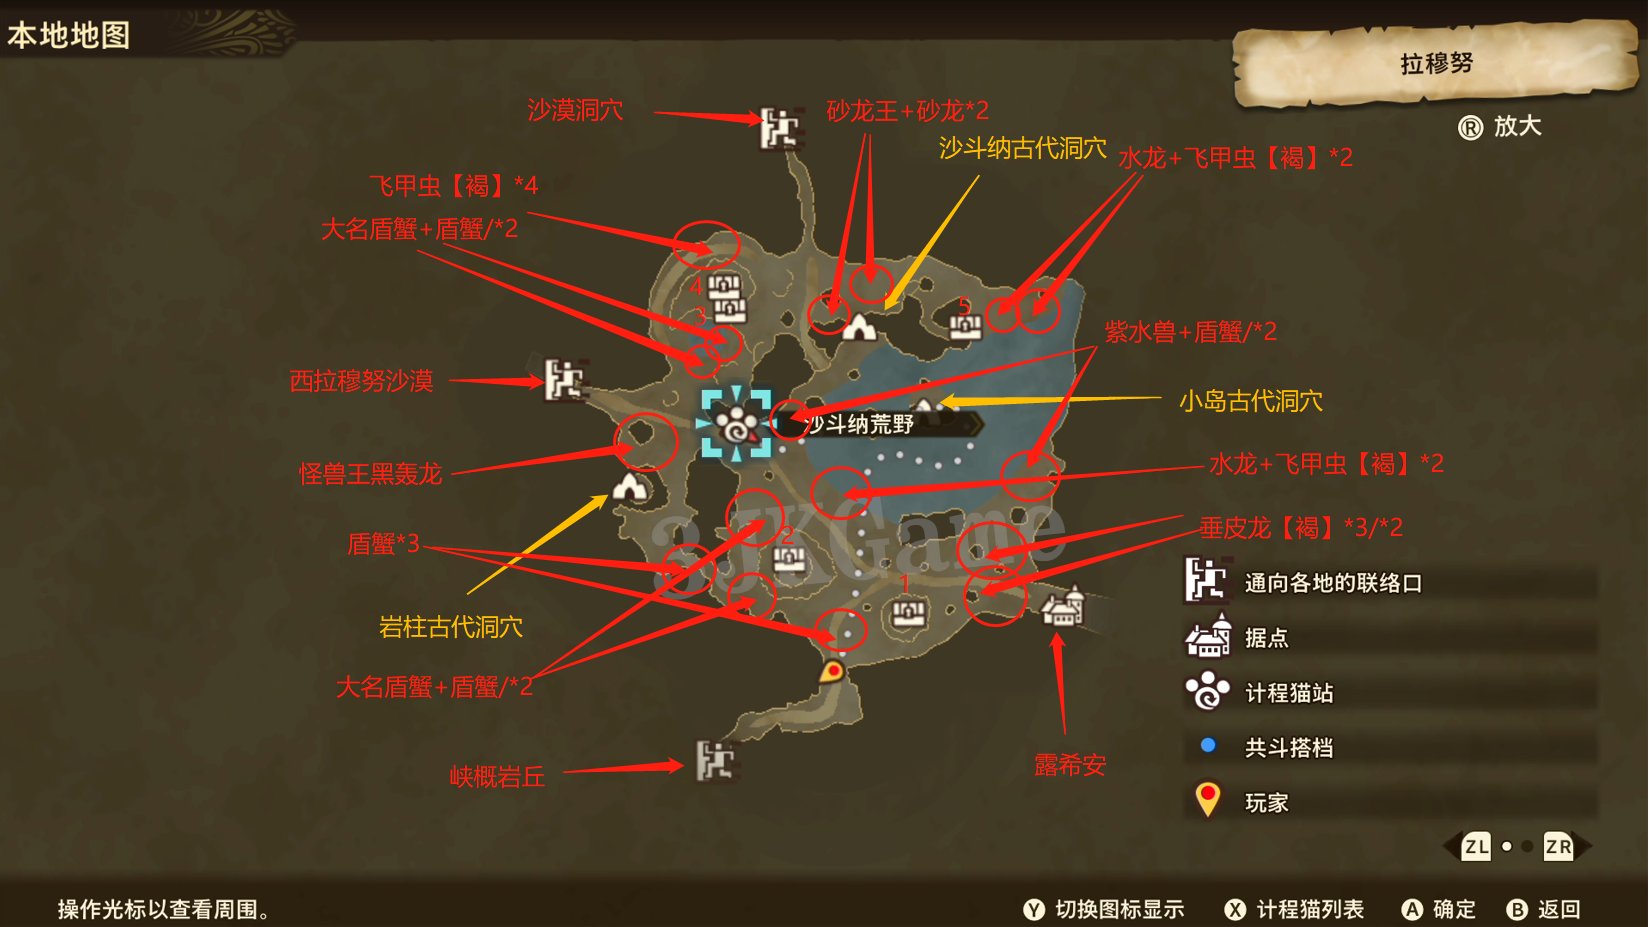 本地地图
拉穆努
R 放大
沙漠洞穴
砂龙王+砂龙*2
沙斗纳古代洞穴
水龙+飞甲虫【褐】*2
飞甲虫【褐】*4
大名盾蟹+盾蟹/*2
4
3
5
紫水兽+盾蟹/*2
西拉穆努沙漠
小岛古代洞穴
沙斗纳荒野
怪兽王黑轰龙
水龙+飞甲虫【褐】*2
盾蟹*3
2
垂皮龙【褐】*3/*2
3JKGame
1
通向各地的联络口
岩柱古代洞穴
据点
大名盾蟹+盾蟹/*2
计程猫站
峡概岩丘
露希安
共斗搭档
玩家
ZL ZR
操作光标以查看周围。
Y 切换图标显示 X 计程猫列表 A 确定 B 返回